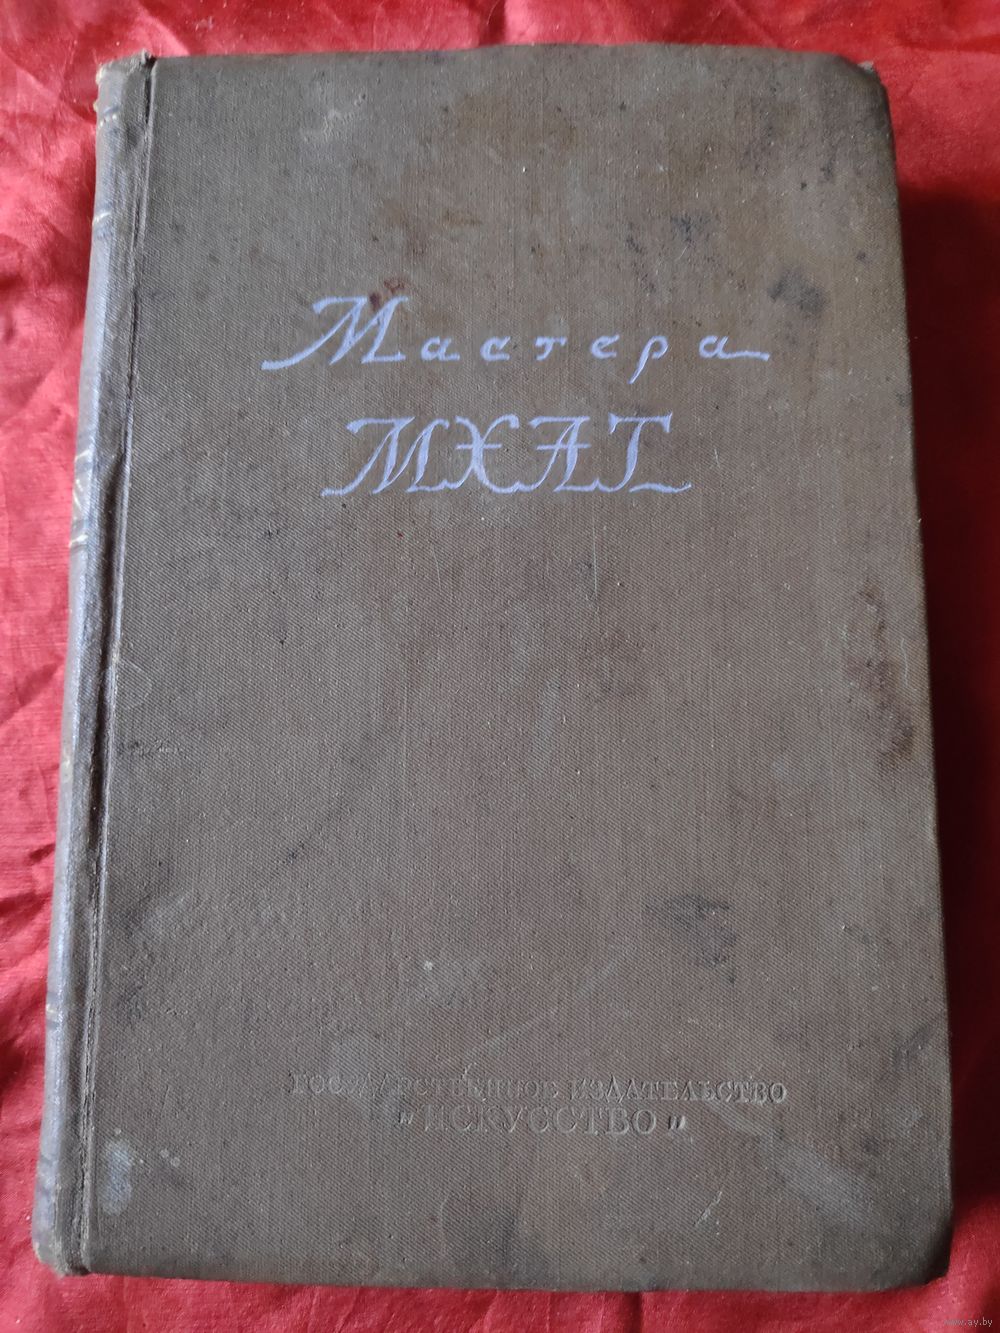 Мастера
МХАТ
ГОСУДАРСТВЕННОЕ ИЗДАТЕЛЬСТВО
„ИСКУССТВО"
www.ay.by